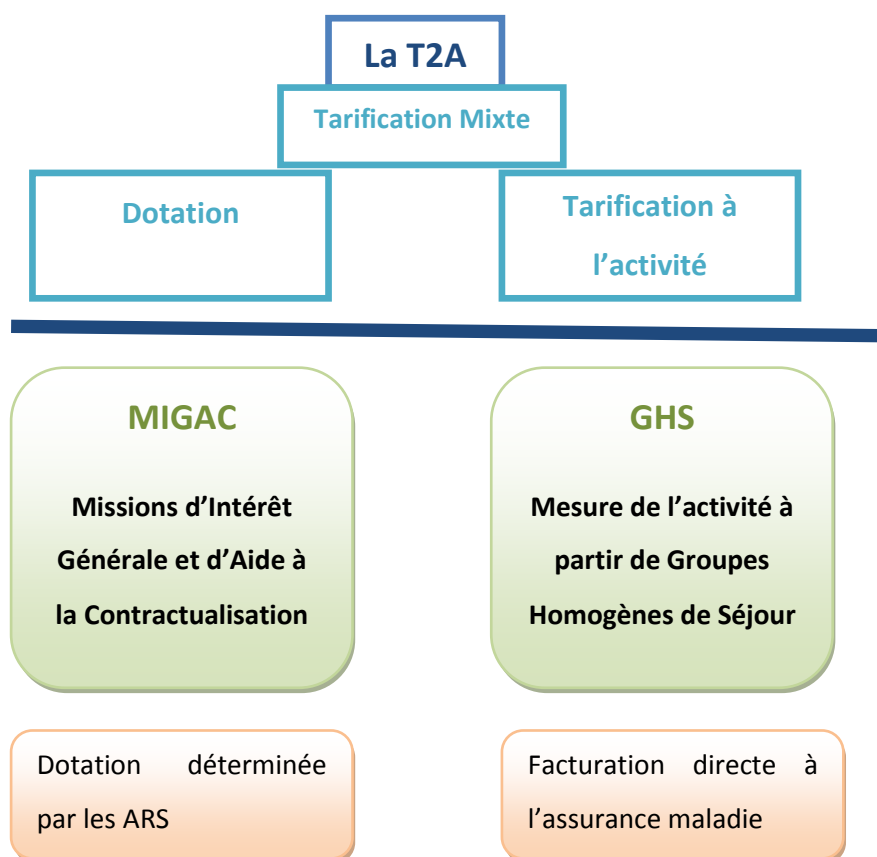 La T2A
Tarification Mixte
Dotation
Tarification à
l’activité
MIGAC
Missions d’Intérêt
Générale et d’Aide à
la Contractualisation
GHS
Mesure de l’activité à
partir de Groupes
Homogènes de Séjour
Dotation déterminée
par les ARS
Facturation directe à
l’assurance maladie